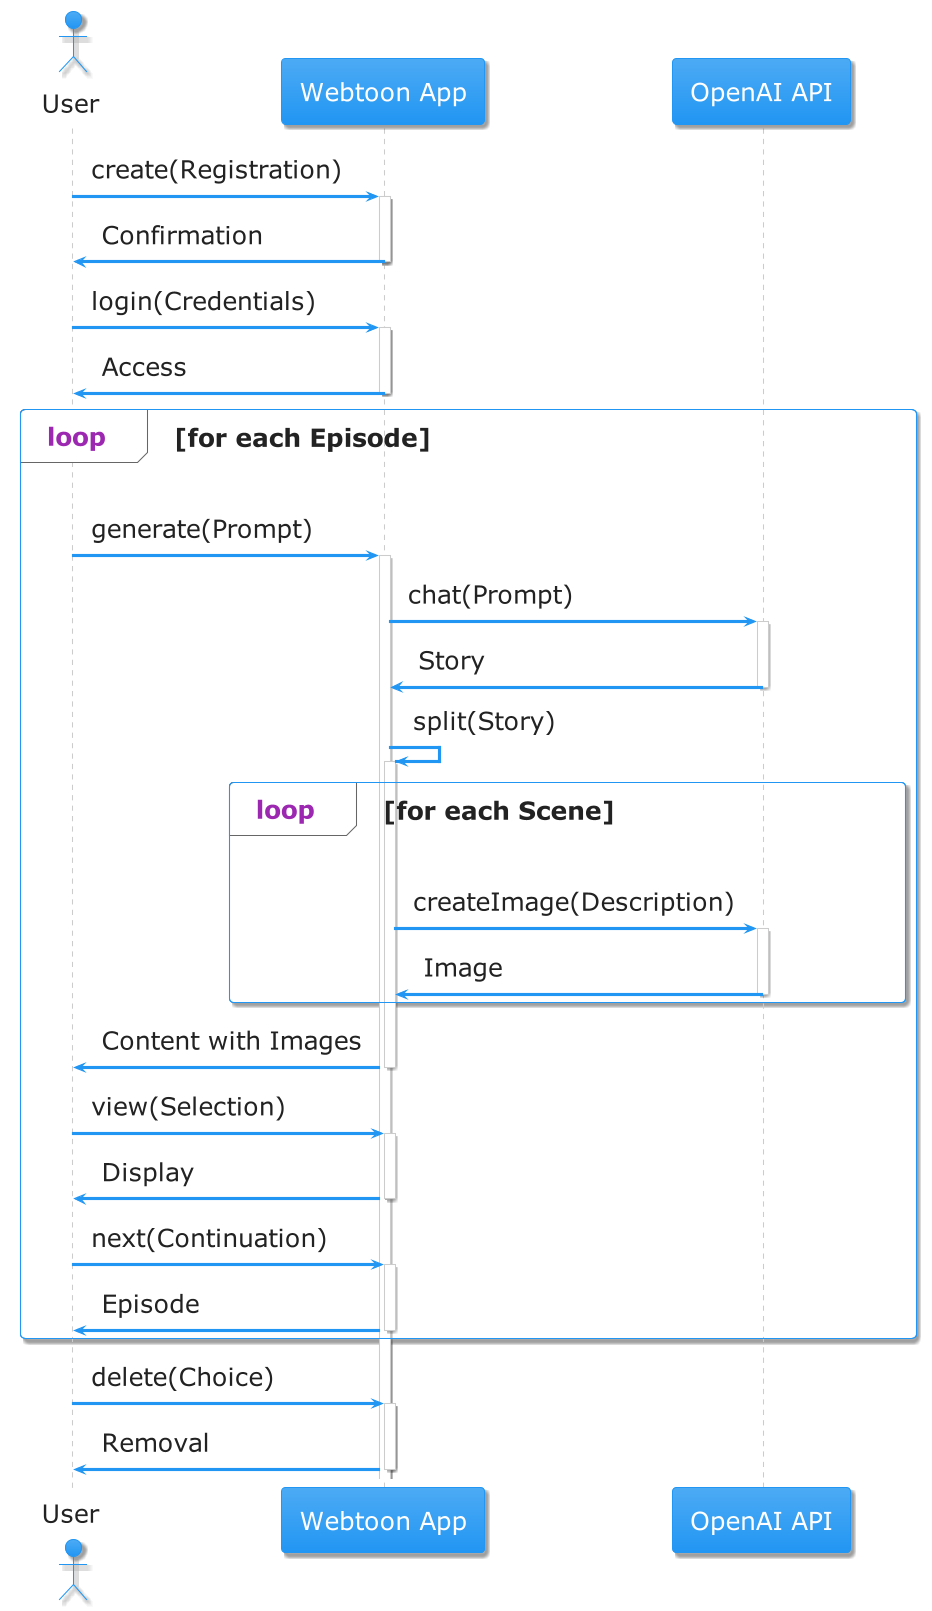 User
Webtoon App
OpenAI API
create(Registration)
Confirmation
login(Credentials)
Access
loop
[for each Episode]
generate(Prompt)
chat(Prompt)
Story
split(Story)
loop
[for each Scene]
createImage(Description)
Image
Content with Images
view(Selection)
Display
next(Continuation)
Episode
delete(Choice)
Removal
User
Webtoon App
OpenAI API